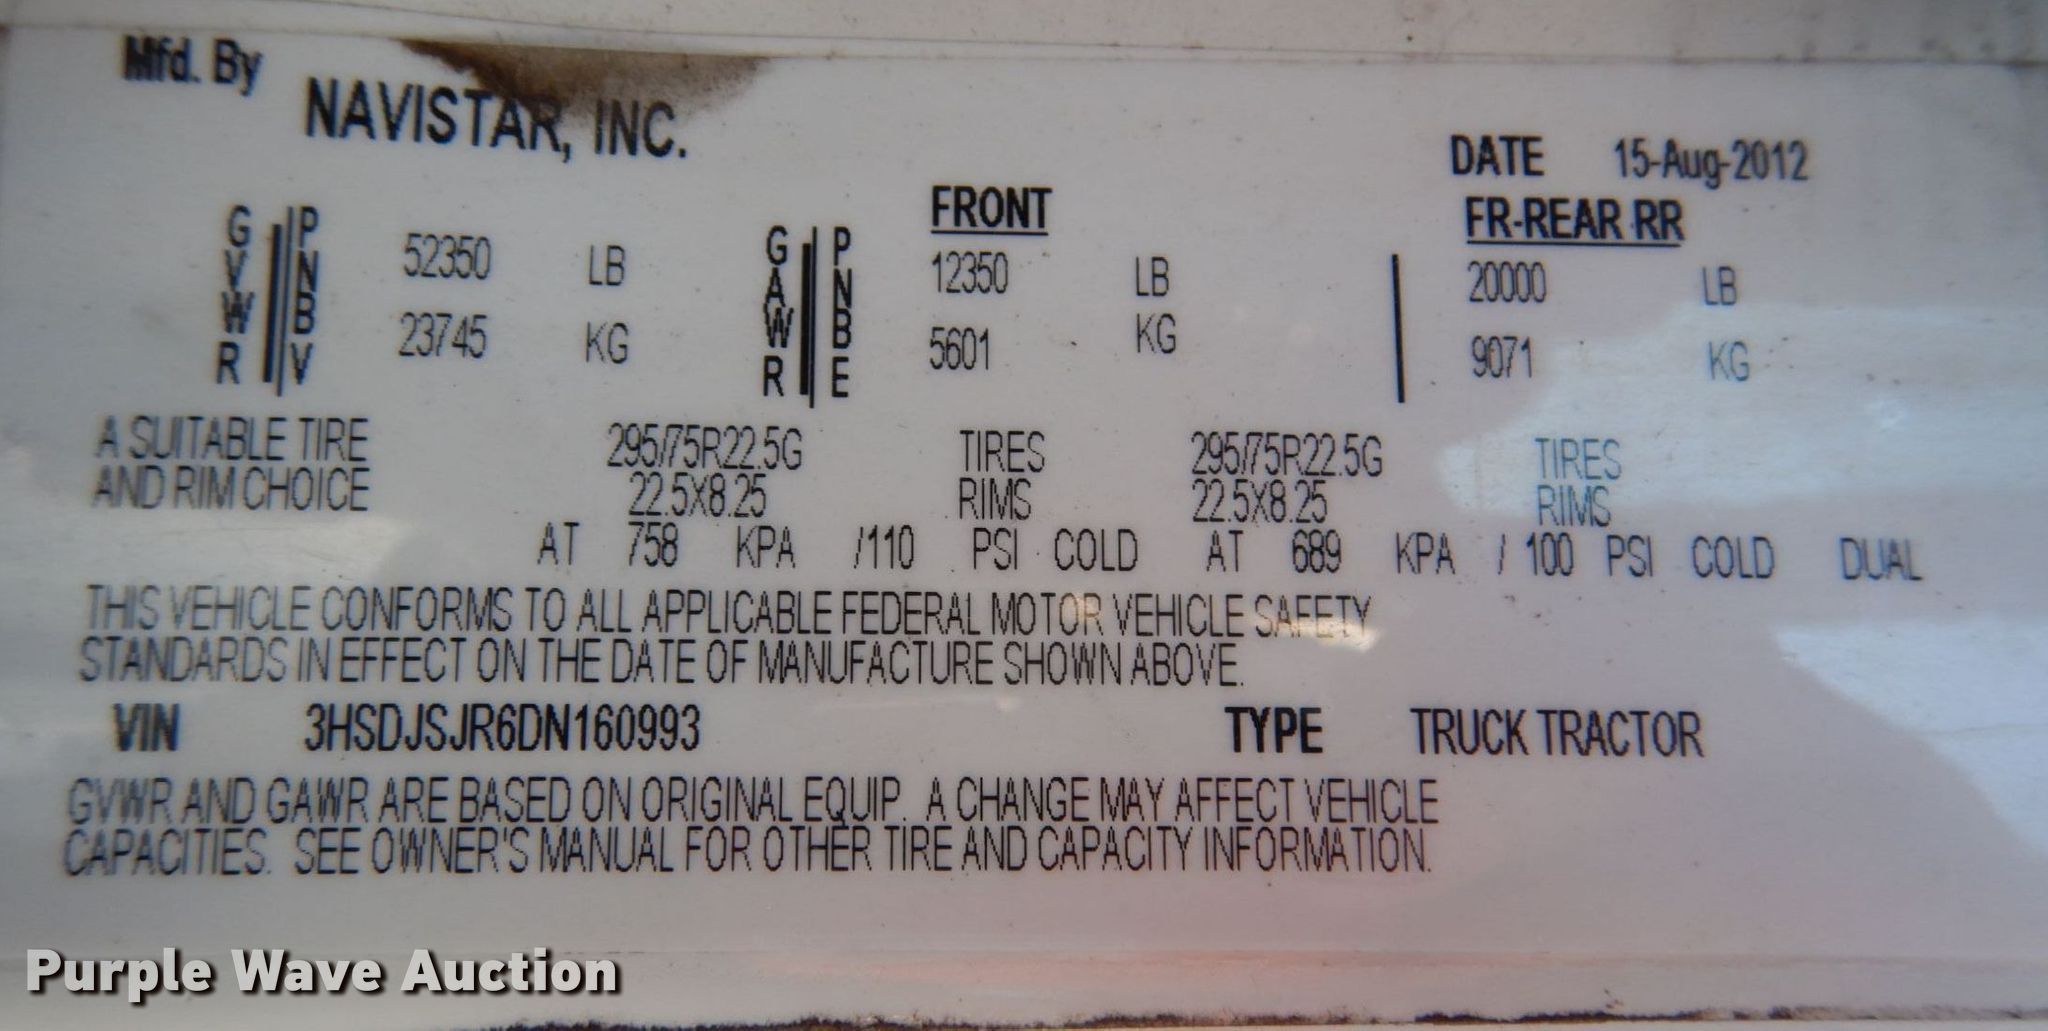 Mfd. By
NAVISTAR, INC.
DATE 15-Aug-2012
FRONT FR-REAR RR
GVWR PNBV 52350 LB GAWR PNBE 12350 LB 20000 LB
23745 KG 5601 KG 9071 KG
A SUITABLE TIRE 295/75R22.5G TIRES 295/75R22.5G TIRES
AND RIM CHOICE 22.5X8.25 RIMS 22.5X8.25 RIMS
AT 758 KPA /110 PSI COLD AT 689 KPA / 100 PSI COLD DUAL
THIS VEHICLE CONFORMS TO ALL APPLICABLE FEDERAL MOTOR VEHICLE SAFETY
STANDARDS IN EFFECT ON THE DATE OF MANUFACTURE SHOWN ABOVE.
VIN 3HSDJSJR6DN160993 TYPE TRUCK TRACTOR
GVWR AND GAWR ARE BASED ON ORIGINAL EQUIP. A CHANGE MAY AFFECT VEHICLE
CAPACITIES. SEE OWNER'S MANUAL FOR OTHER TIRE AND CAPACITY INFORMATION.
Purple Wave Auction